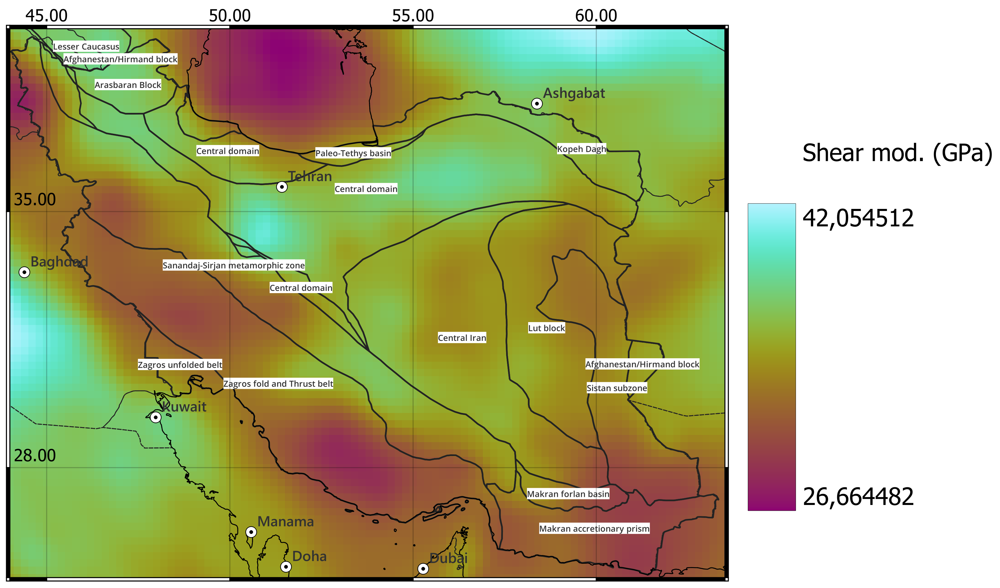 45.00 50.00 55.00 60.00
Lesser Caucasus
Afghanestan/Hirmand block
Arasbaran Block
Ashgabat
Central domain
Paleo-Tethys basin
Kopeh Dagh
Shear mod. (GPa)
Tehran
Central domain
35.00
42,054512
Baghdad
Sanandaj-Sirjan metamorphic zone
Central domain
Lut block
Central Iran
Zagros unfolded belt
Afghanestan/Hirmand block
Zagros fold and Thrust belt
Sistan subzone
Kuwait
28.00
Makran forlan basin
26,664482
Manama
Makran accretionary prism
Doha
Dubai